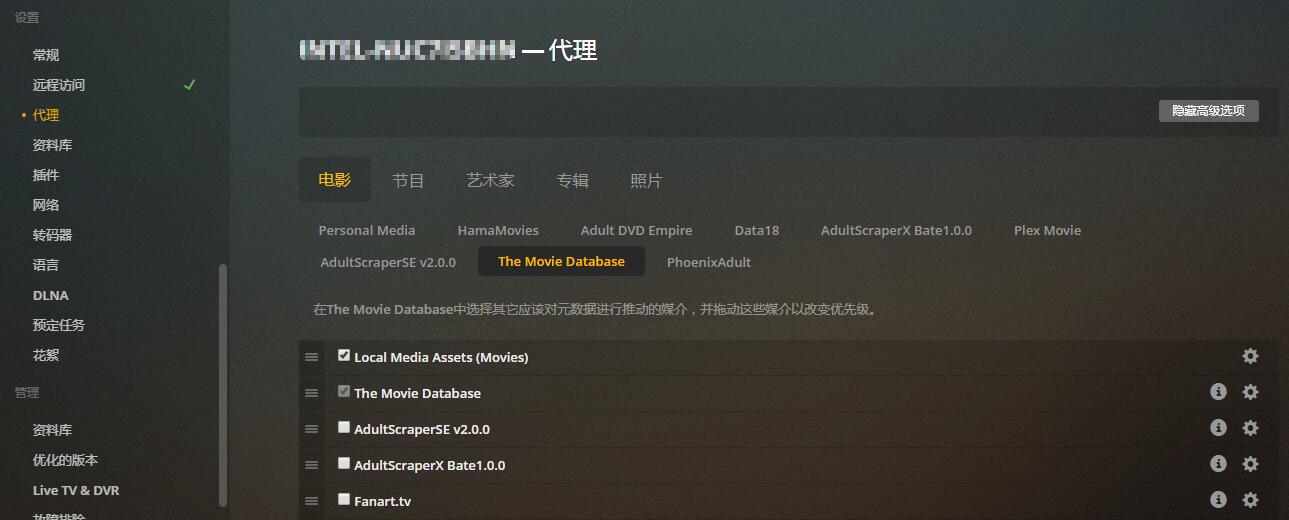 设置
常规
远程访问
代理
资料库
插件
网络
转码器
语言
DLNA
预定任务
花絮
管理
资料库
优化的版本
Live TV & DVR
故障排除
— 代理
隐藏高级选项
电影 节目 艺术家 专辑 照片
Personal Media HamaMovies Adult DVD Empire Data18 AdultScraperX Bate1.0.0 Plex Movie
AdultScraperSE v2.0.0 The Movie Database PhoenixAdult
在The Movie Database中选择其它应该对元数据进行推动的媒介，并拖动这些媒介以改变优先级。
Local Media Assets (Movies)
The Movie Database
AdultScraperSE v2.0.0
AdultScraperX Bate1.0.0
Fanart.tv